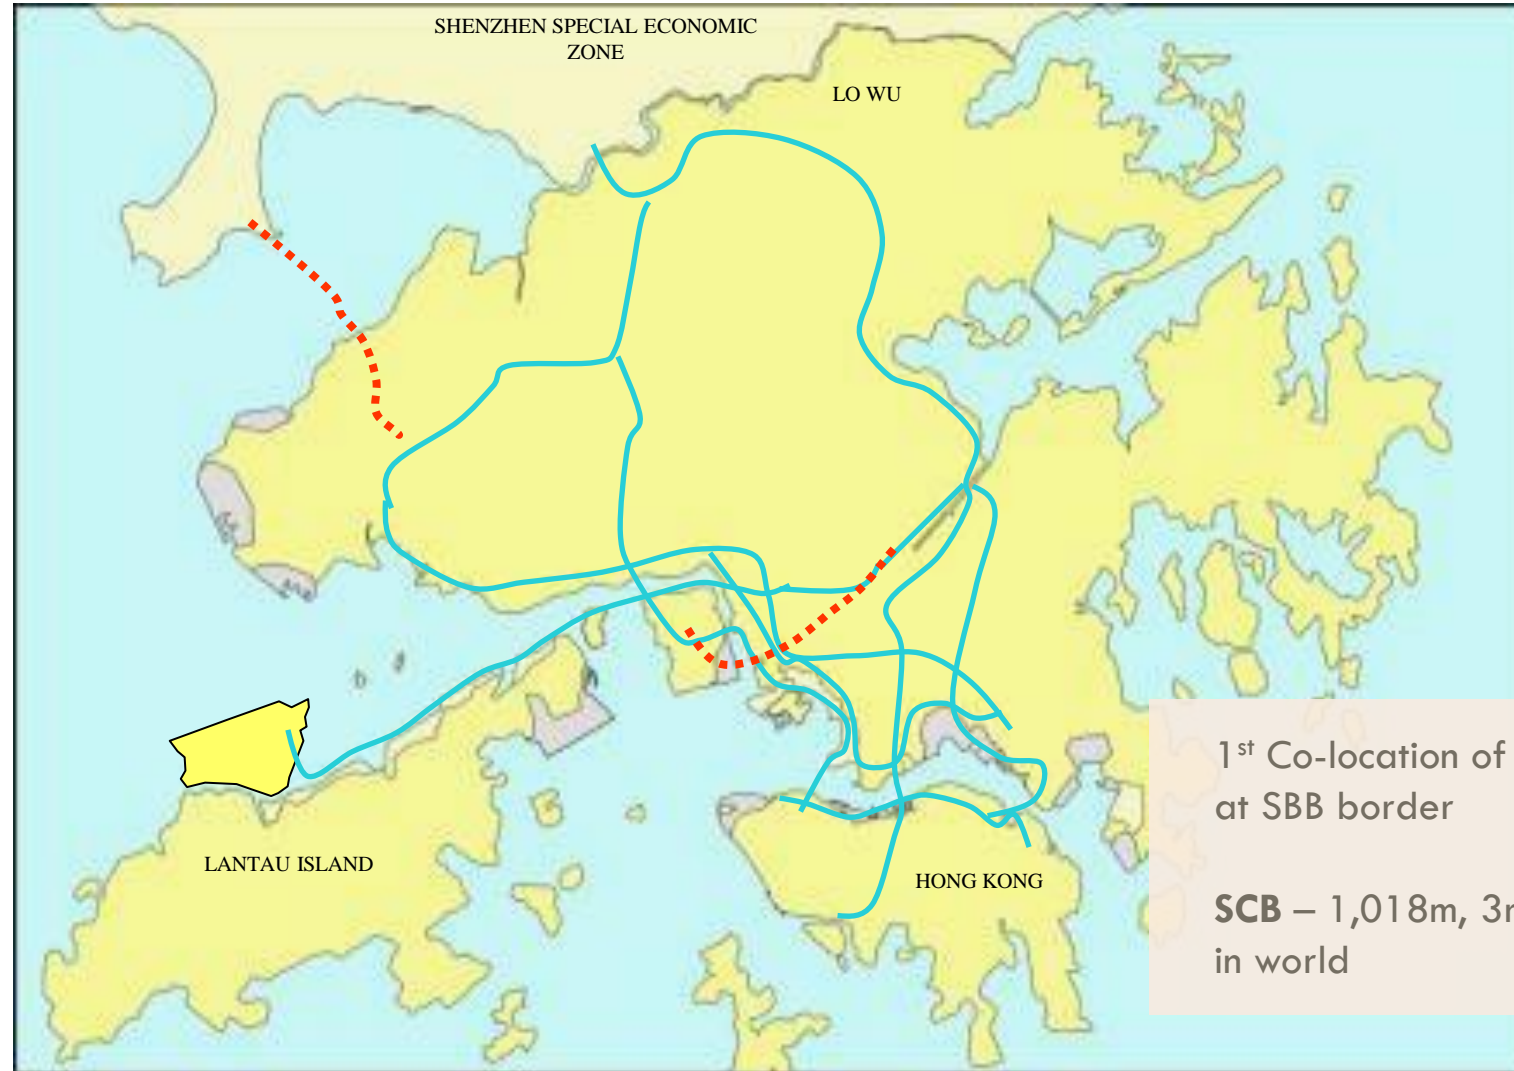 SHENZHEN SPECIAL ECONOMIC
ZONE
LO WU
LANTAU ISLAND
HONG KONG
1st Co-location of
at SBB border
SCB – 1,018m,
in world